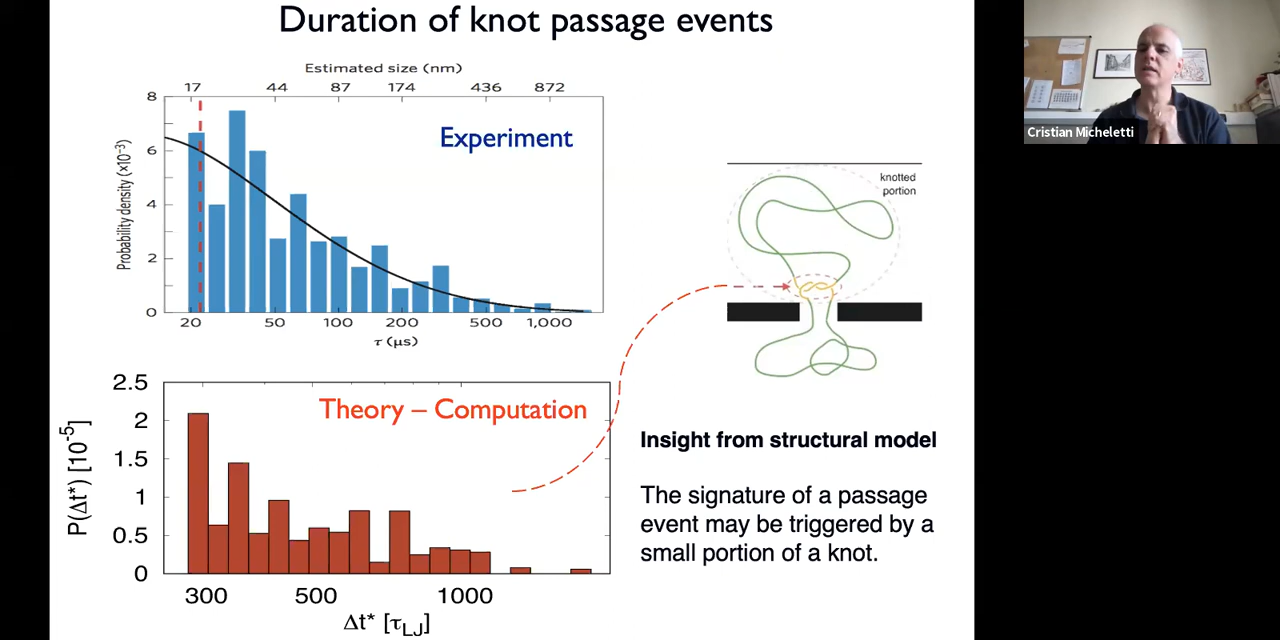 Duration of knot passage events
Estimated size (nm)
17 44 87 174 436 872
8
6
4
2
0
Probability density (×10⁻³)
Experiment
20 50 100 200 500 1,000
τ (μs)
2.5
2
1.5
1
0.5
0
P(Δt*) [10⁻⁵]
Theory – Computation
300 500 1000
Δt* [τ_LJ]
knotted
portion
Insight from structural model
The signature of a passage
event may be triggered by a
small portion of a knot.
Cristian Micheletti